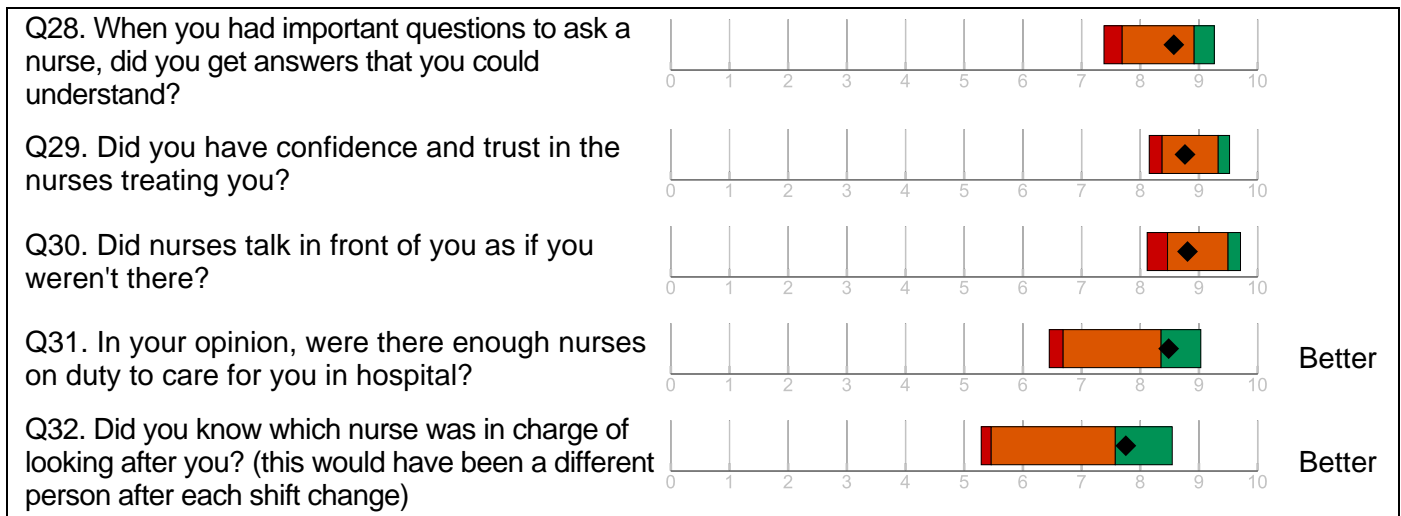 Q28. When you had important questions to ask a
nurse, did you get answers that you could
understand?
0 1 2 3 4 5 6 7 8 9 10
Q29. Did you have confidence and trust in the
nurses treating you?
0 1 2 3 4 5 6 7 8 9 10
Q30. Did nurses talk in front of you as if you
weren't there?
0 1 2 3 4 5 6 7 8 9 10
Q31. In your opinion, were there enough nurses
on duty to care for you in hospital?
0 1 2 3 4 5 6 7 8 9 10
Better
Q32. Did you know which nurse was in charge of
looking after you? (this would have been a different
person after each shift change)
0 1 2 3 4 5 6 7 8 9 10
Better